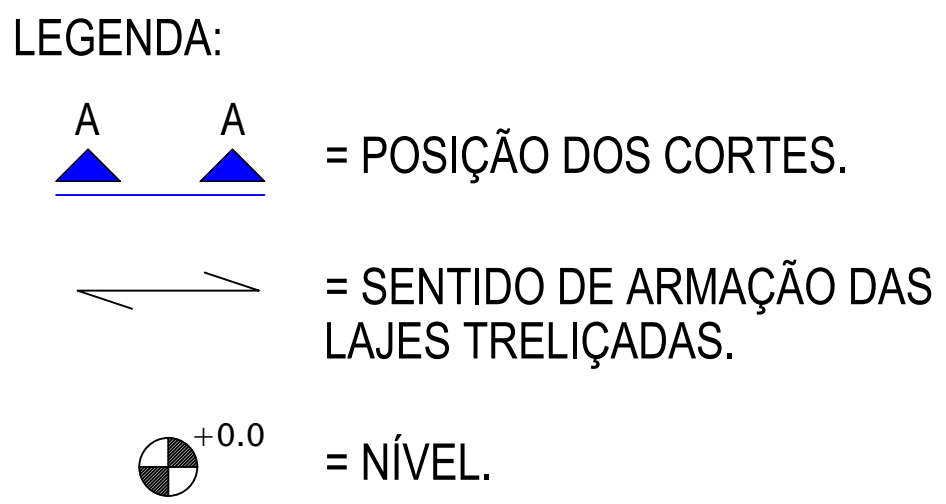 LEGENDA:
A A
= POSIÇÃO DOS CORTES.
= SENTIDO DE ARMAÇÃO DAS
LAJES TRELIÇADAS.
+0.0
= NÍVEL.